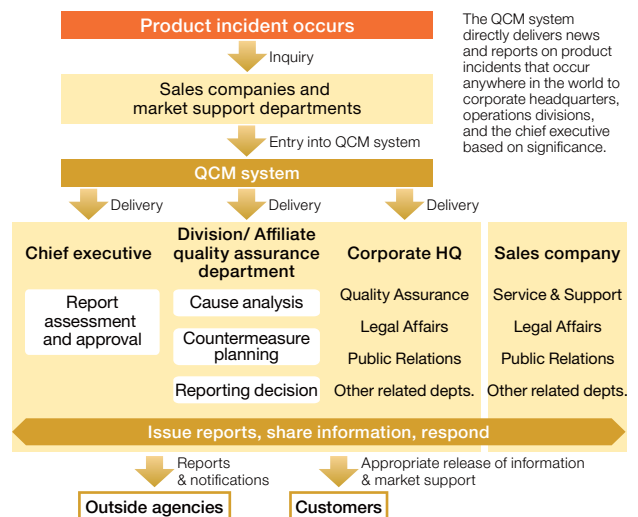 Product incident occurs
Inquiry
The QCM system
directly delivers news
and reports on product
incidents that occur
anywhere in the world to
corporate headquarters,
operations divisions,
and the chief executive
based on significance.
Sales companies and
market support departments
Entry into QCM system
QCM system
Delivery
Delivery
Delivery
Chief executive
Report
assessment
and approval
Division/ Affiliate
quality assurance
department
Cause analysis
Countermeasure
planning
Reporting decision
Corporate HQ
Quality Assurance
Legal Affairs
Public Relations
Other related depts.
Sales company
Service & Support
Legal Affairs
Public Relations
Other related depts.
Issue reports, share information, respond
Reports
& notifications
Appropriate release of information
& market support
Outside agencies
Customers